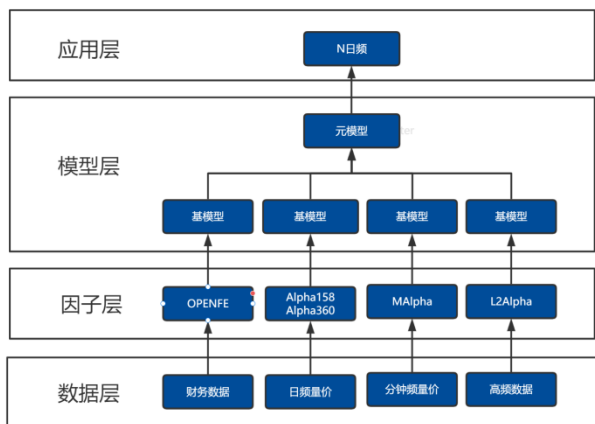 应用层
N日频
元模型
模型层
基模型 基模型 基模型 基模型
因子层
OPENFE Alpha158 MAlpha L2Alpha
Alpha360
数据层
财务数据 日频量价 分钟频量价 高频数据